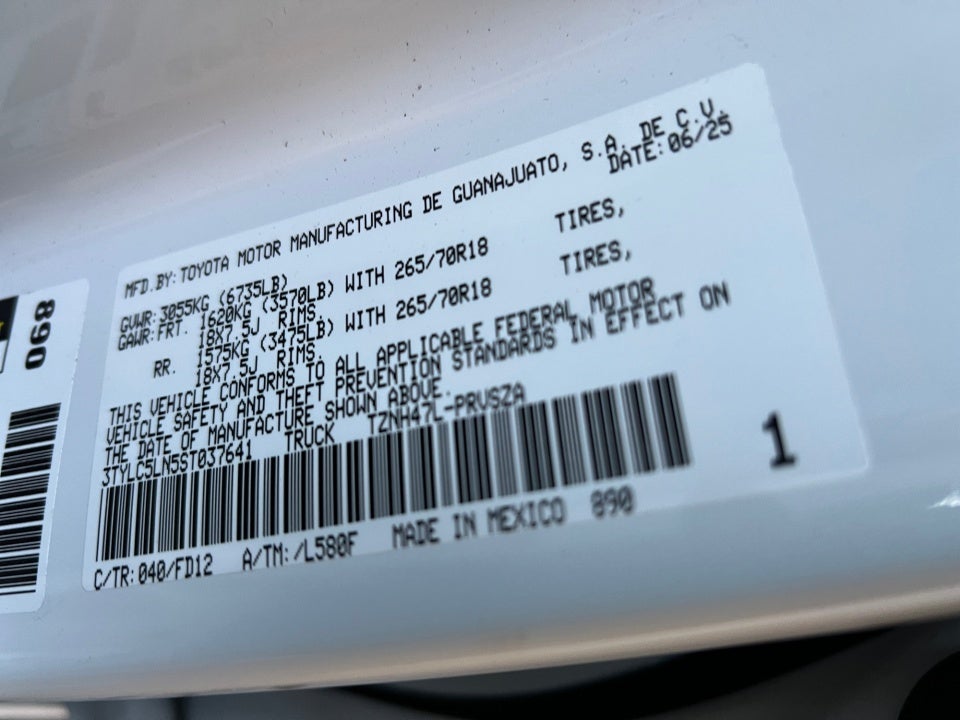 MFD.BY:TOYOTA MOTOR MANUFACTURING DE GUANAJUATO, S.A. DE C.V.
DATE:06/25
GVWR:3055KG (6735LB)
GAWR:FRT. 1620KG (3570LB) WITH 265/70R18 TIRES,
18X7.5J RIMS.
RR. 1575KG (3475LB) WITH 265/70R18 TIRES,
18X7.5J RIMS.
THIS VEHICLE CONFORMS TO ALL APPLICABLE FEDERAL MOTOR
VEHICLE SAFETY AND THEFT PREVENTION STANDARDS IN EFFECT ON
THE DATE OF MANUFACTURE SHOWN ABOVE.
3TYLC5LN5ST037641 TRUCK TZNH47L-PRVSZA
1
C/TR:040/FD12 A/TM:/L580F MADE IN MEXICO 890
890